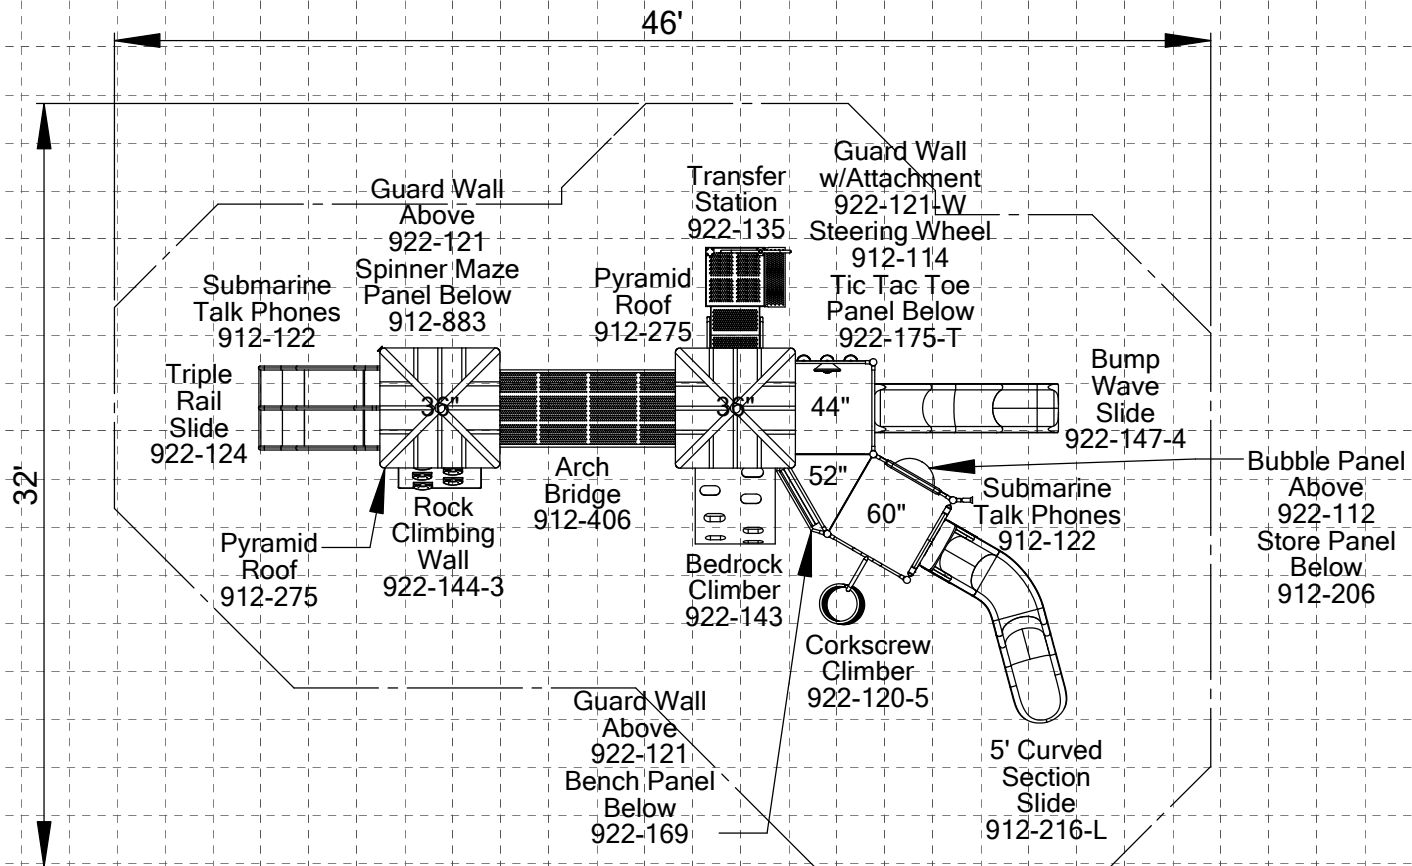 46'
32'
Guard Wall
Above
922-121
Spinner Maze
Panel Below
912-883
Submarine
Talk Phones
912-122
Triple
Rail
Slide
922-124
Pyramid
Roof
912-275
Transfer
Station
922-135
Guard Wall
w/Attachment
922-121-W
Steering Wheel
912-114
Tic Tac Toe
Panel Below
922-175-T
Bump
Wave
Slide
922-147-4
36"
36"
44"
52"
60"
Arch
Bridge
912-406
Rock
Climbing
Wall
922-144-3
Pyramid
Roof
912-275
Bedrock
Climber
922-143
Submarine
Talk Phones
912-122
Bubble Panel
Above
922-112
Store Panel
Below
912-206
Corkscrew
Climber
922-120-5
Guard Wall
Above
922-121
Bench Panel
Below
922-169
5' Curved
Section
Slide
912-216-L